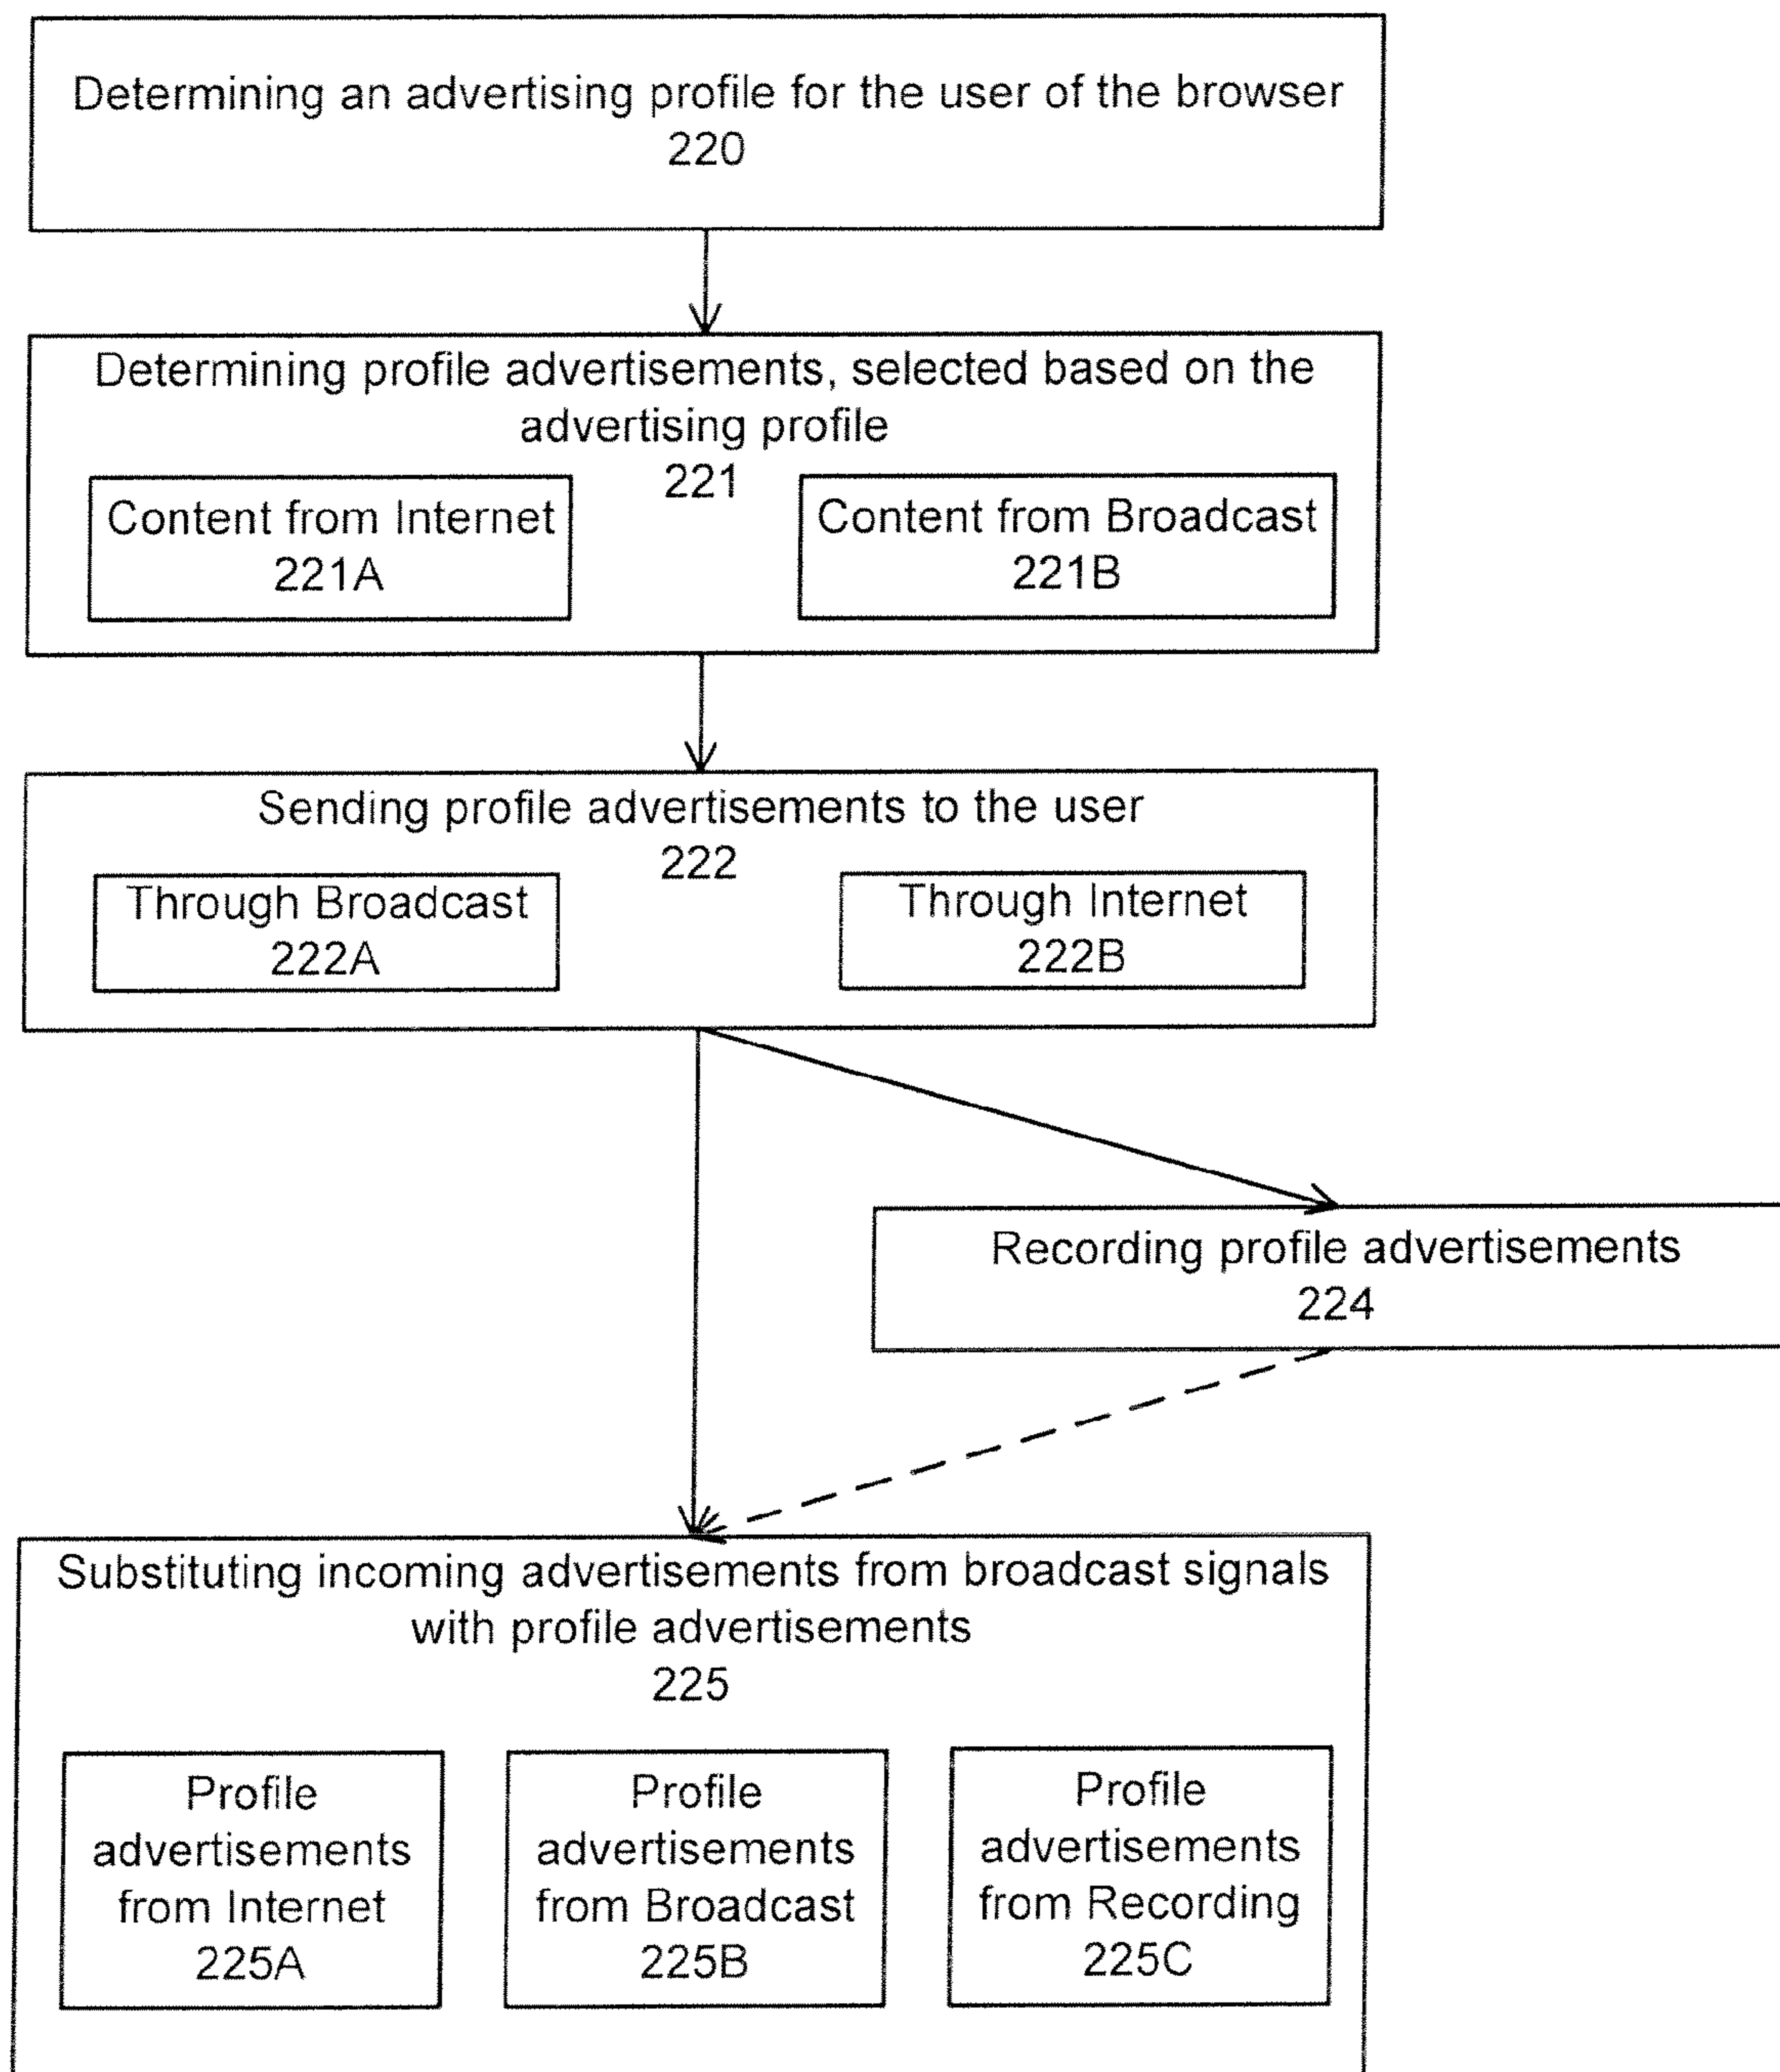 Determining an advertising profile for the user of the browser
220
Determining profile advertisements, selected based on the
advertising profile
221
Content from Internet
221A
Content from Broadcast
221B
Sending profile advertisements to the user
222
Through Broadcast
222A
Through Internet
222B
Recording profile advertisements
224
Substituting incoming advertisements from broadcast signals
with profile advertisements
225
Profile
advertisements
from Internet
225A
Profile
advertisements
from Broadcast
225B
Profile
advertisements
from Recording
225C